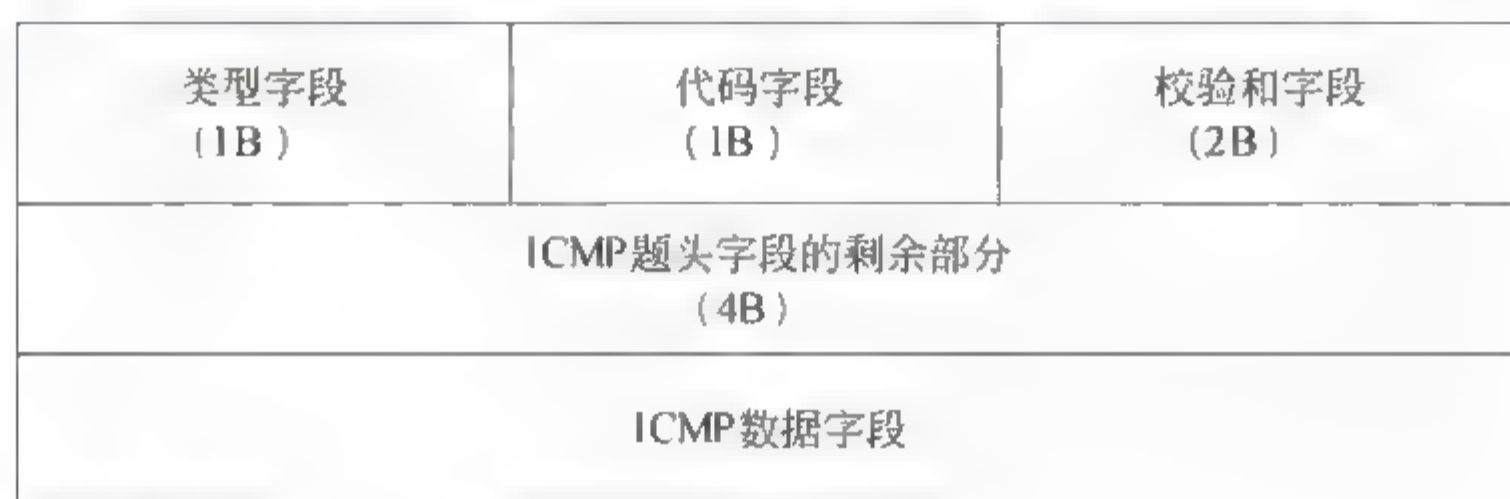 类型字段
（1B）
代码字段
（1B）
校验和字段
（2B）
ICMP题头字段的剩余部分
（4B）
ICMP数据字段